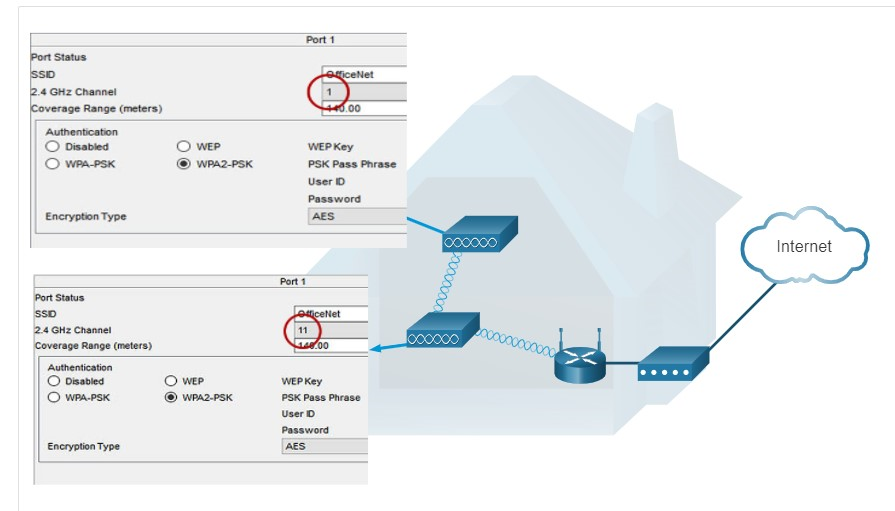 Port 1
Port Status
SSID OfficeNet
2.4 GHz Channel 1
Coverage Range (meters) 140.00
Authentication
Disabled WEP WEP Key
WPA-PSK WPA2-PSK PSK Pass Phrase
User ID
Password
Encryption Type AES
Internet
Port 1
Port Status
SSID OfficeNet
2.4 GHz Channel 11
Coverage Range (meters) 140.00
Authentication
Disabled WEP WEP Key
WPA-PSK WPA2-PSK PSK Pass Phrase
User ID
Password
Encryption Type AES